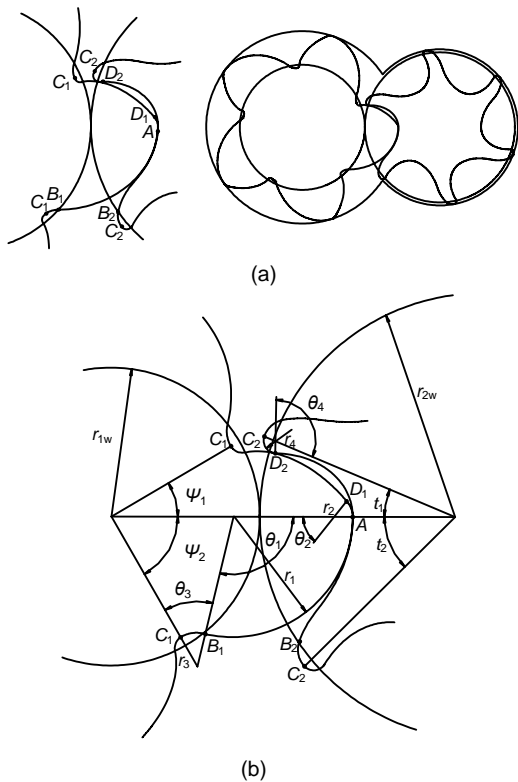 C₂
D₂
C₁
D₁
A
C₁
B₁
B₂
C₂
(a)
r₂w
r₁w
θ₄
C₂
r₄
C₁
D₂
D₁
r₂
Ψ₁
t₁
A
θ₁
θ₂
t₂
Ψ₂
r₁
θ₃
C₁
B₁
B₂
r₃
C₂
(b)